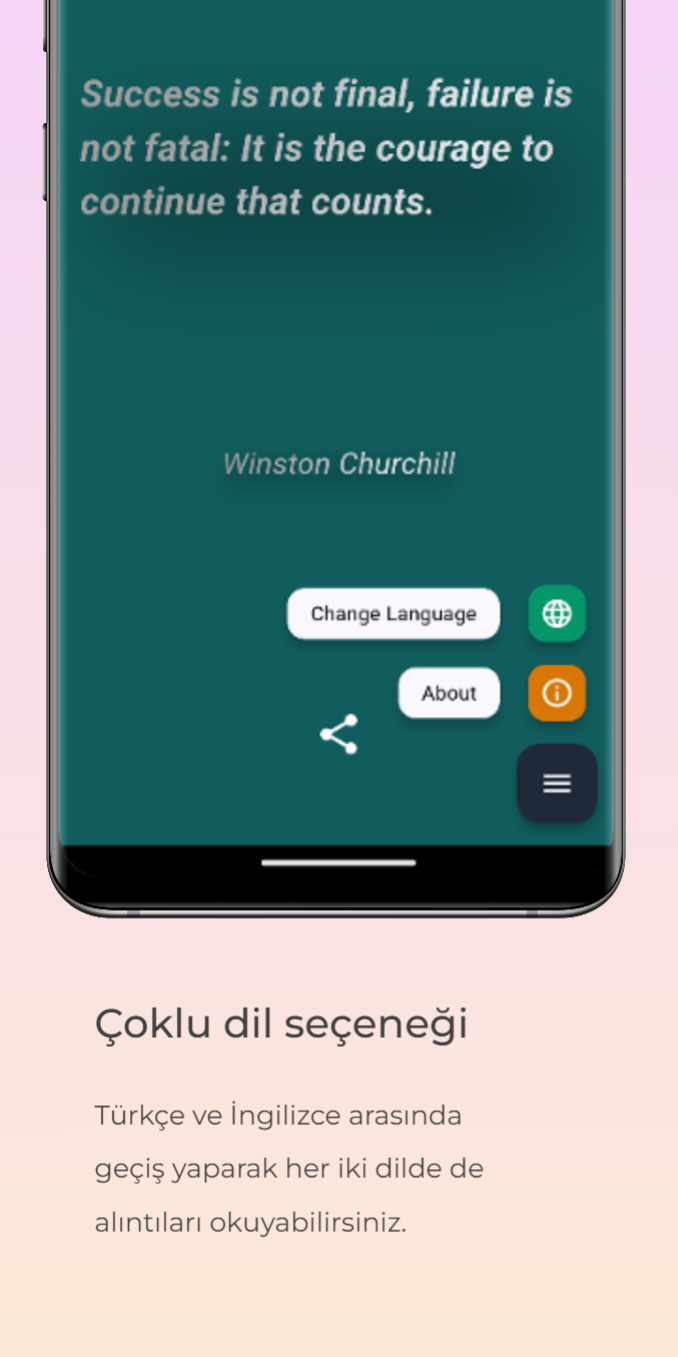 Success is not final, failure is
not fatal: It is the courage to
continue that counts.
Winston Churchill
Change Language
About
Çoklu dil seçeneği
Türkçe ve İngilizce arasında
geçiş yaparak her iki dilde de
alıntıları okuyabilirsiniz.